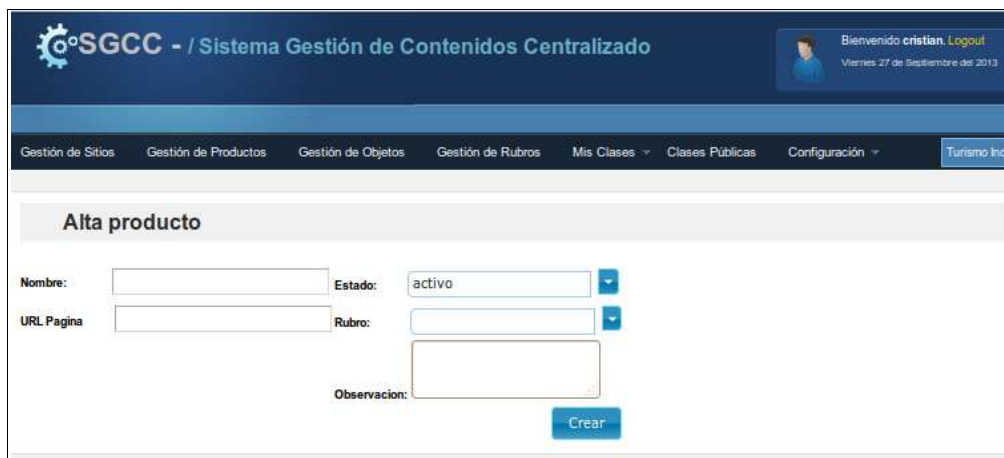 SGCC - / Sistema Gestión de Contenidos Centralizado
Bienvenido cristian. Logout
Viernes 27 de Septiembre del 2013
Gestión de Sitios Gestión de Productos Gestión de Objetos Gestión de Rubros Mis Clases Clases Públicas Configuración Turismo
Alta producto
Nombre: Estado: activo
URL Pagina Rubro:
Observacion:
Crear